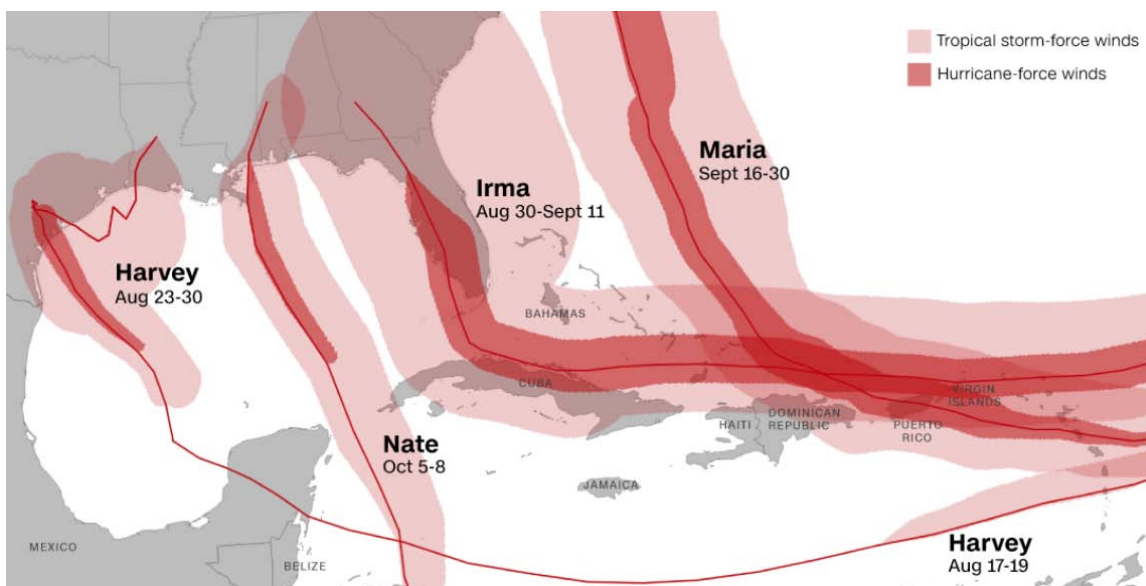 Tropical storm-force winds
Hurricane-force winds
Maria
Sept 16-30
Irma
Aug 30-Sept 11
Harvey
Aug 23-30
BAHAMAS
CUBA
VIRGIN
ISLANDS
HAITI
DOMINICAN
REPUBLIC
PUERTO
RICO
Nate
Oct 5-8
JAMAICA
MEXICO
BELIZE
Harvey
Aug 17-19